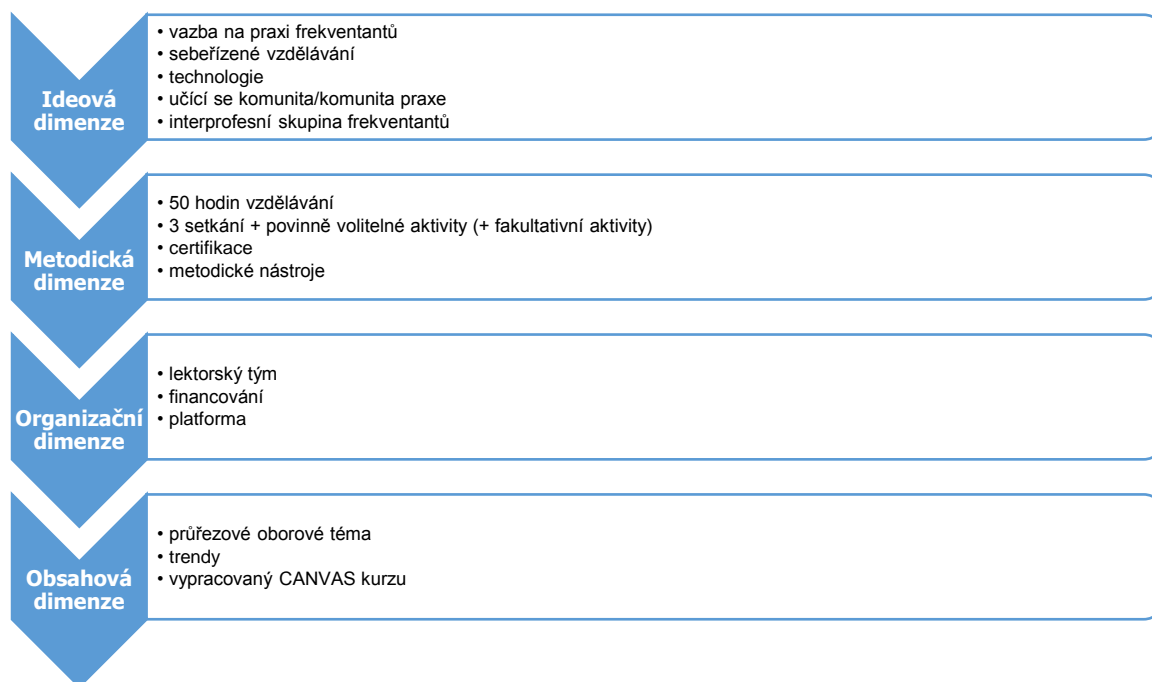 Ideová
dimenze
• vazba na praxi frekventantů
• sebeřízené vzdělávání
• technologie
• učící se komunita/komunita praxe
• interprofesní skupina frekventantů
Metodická
dimenze
• 50 hodin vzdělávání
• 3 setkání + povinně volitelné aktivity (+ fakultativní aktivity)
• certifikace
• metodické nástroje
Organizační
dimenze
• lektorský tým
• financování
• platforma
Obsahová
dimenze
• průřezové oborové téma
• trendy
• vypracovaný CANVAS kurzu